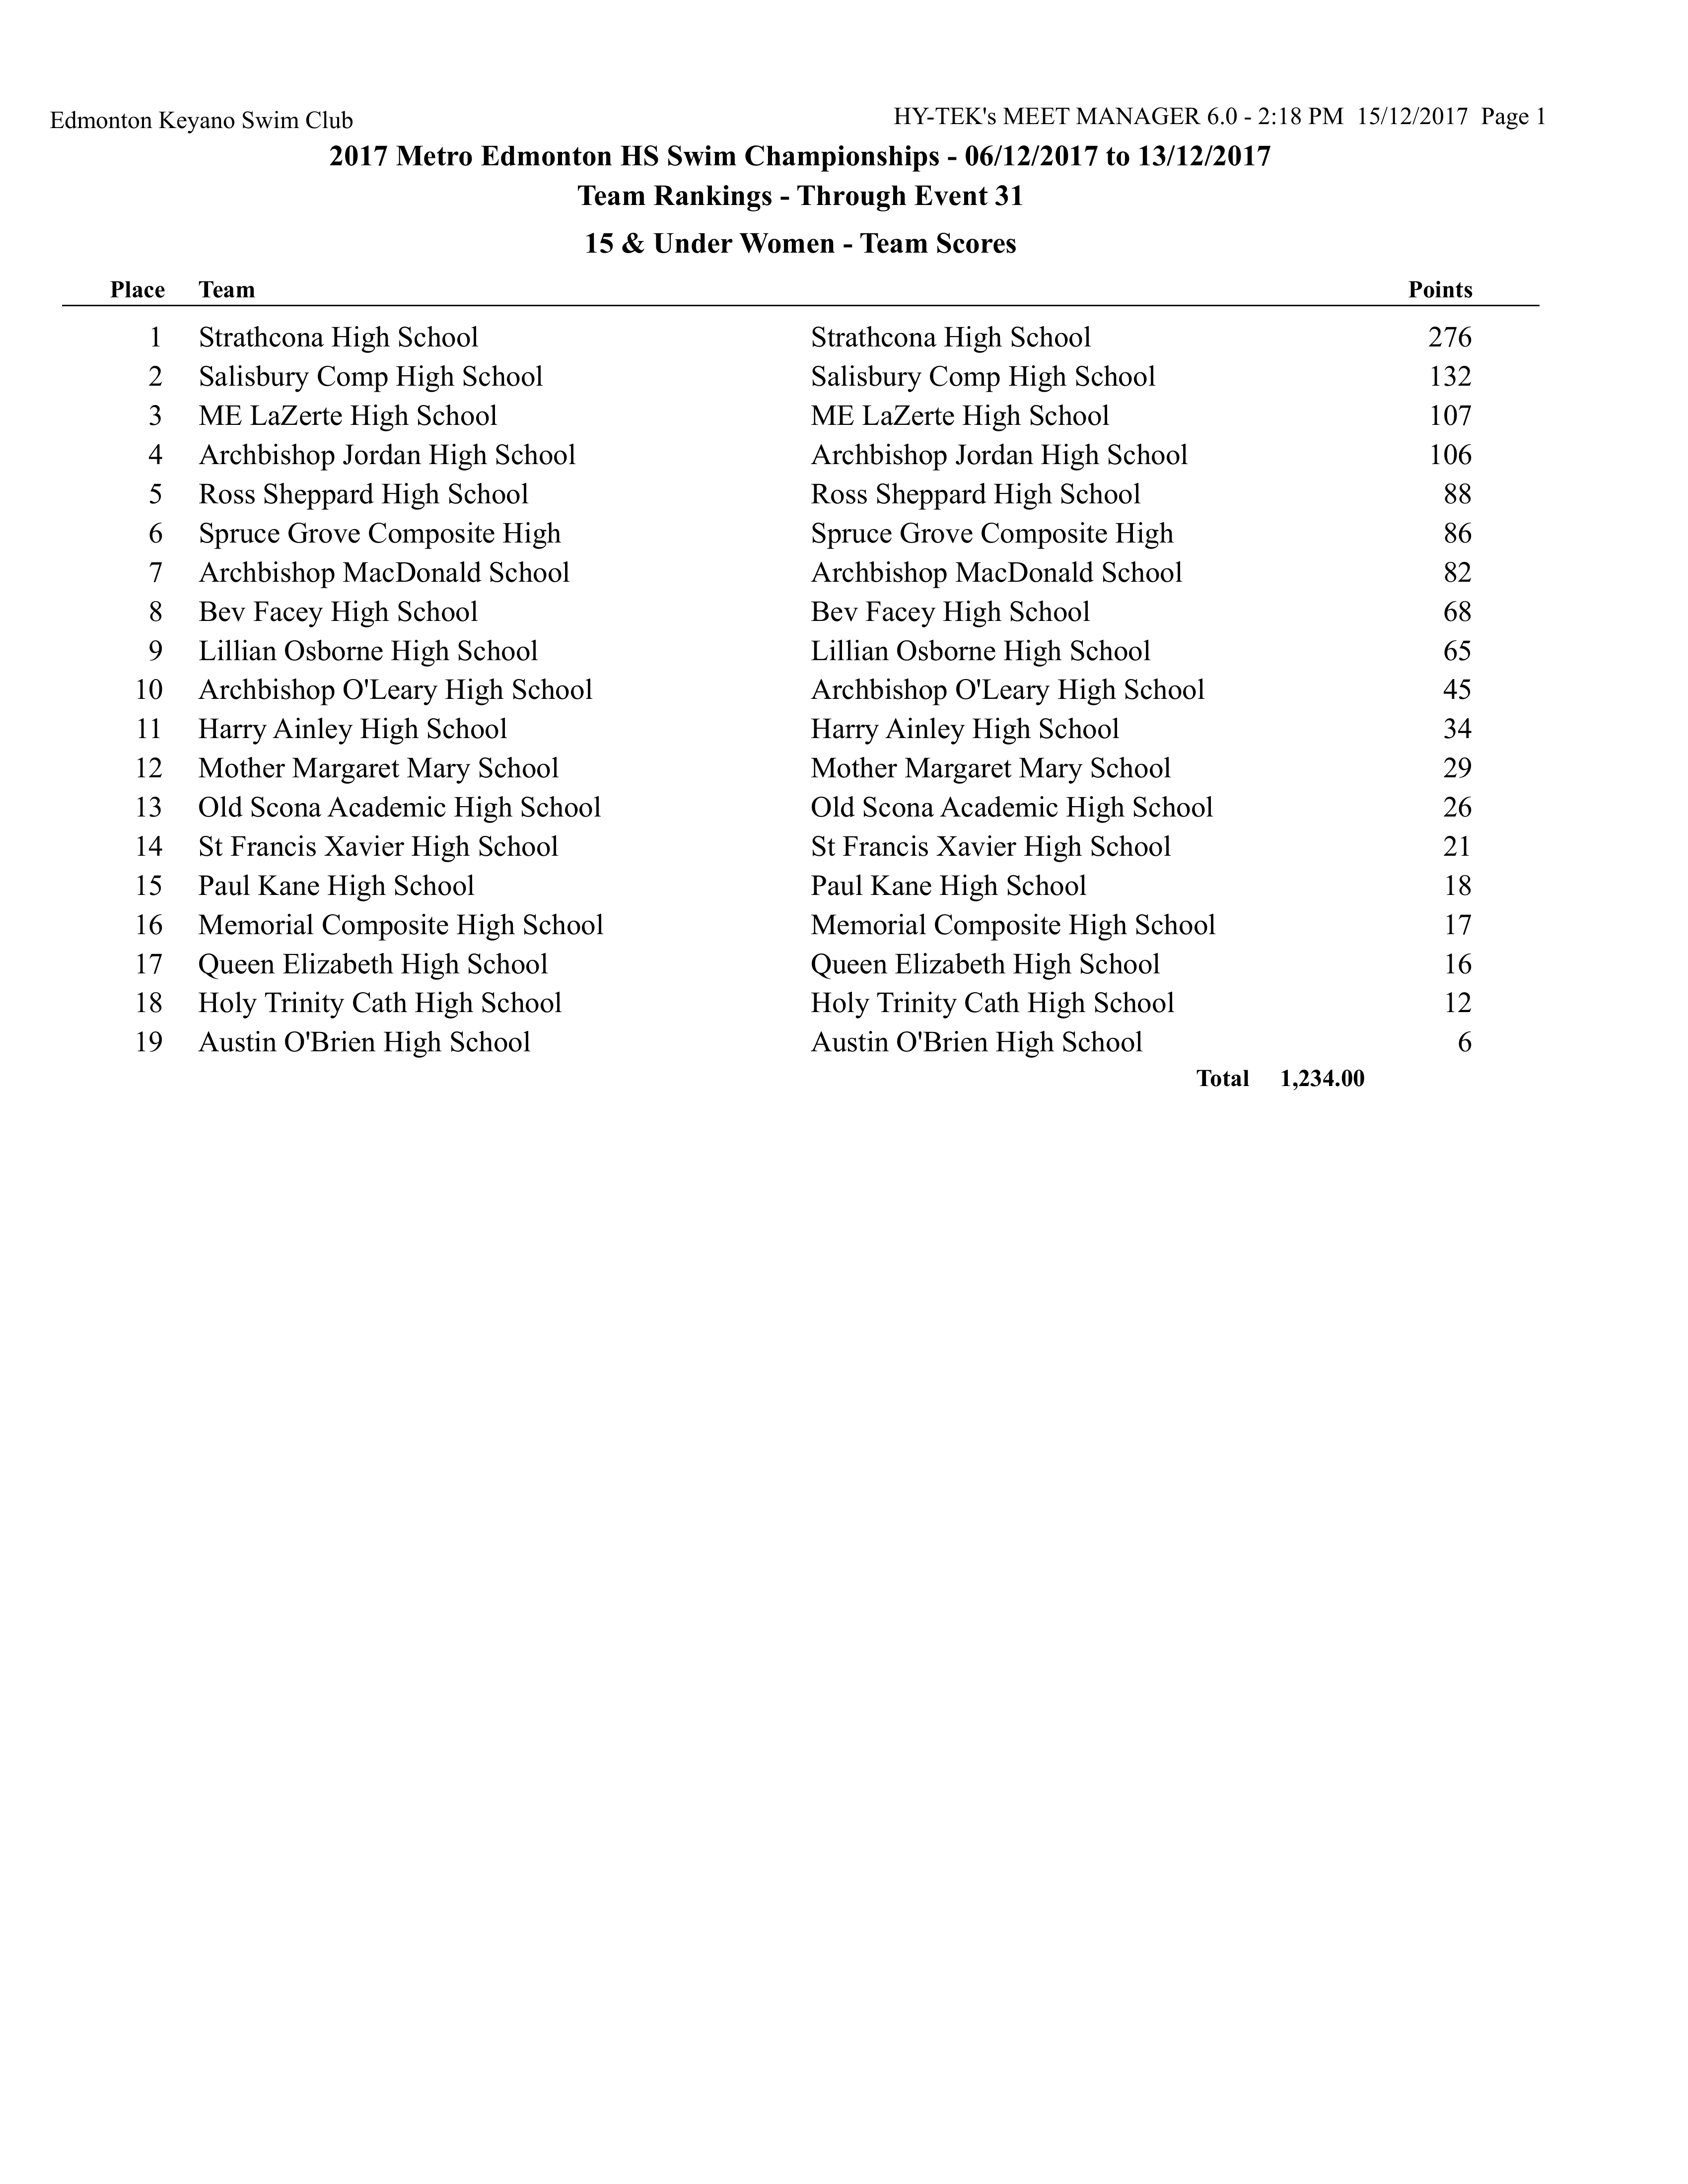 Edmonton Keyano Swim Club HY-TEK's MEET MANAGER 6.0 - 2:18 PM 15/12/2017 Page 1
2017 Metro Edmonton HS Swim Championships - 06/12/2017 to 13/12/2017
Team Rankings - Through Event 31
15 & Under Women - Team Scores
Place Team Points
1 Strathcona High School Strathcona High School 276
2 Salisbury Comp High School Salisbury Comp High School 132
3 ME LaZerte High School ME LaZerte High School 107
4 Archbishop Jordan High School Archbishop Jordan High School 106
5 Ross Sheppard High School Ross Sheppard High School 88
6 Spruce Grove Composite High Spruce Grove Composite High 86
7 Archbishop MacDonald School Archbishop MacDonald School 82
8 Bev Facey High School Bev Facey High School 68
9 Lillian Osborne High School Lillian Osborne High School 65
10 Archbishop O'Leary High School Archbishop O'Leary High School 45
11 Harry Ainley High School Harry Ainley High School 34
12 Mother Margaret Mary School Mother Margaret Mary School 29
13 Old Scona Academic High School Old Scona Academic High School 26
14 St Francis Xavier High School St Francis Xavier High School 21
15 Paul Kane High School Paul Kane High School 18
16 Memorial Composite High School Memorial Composite High School 17
17 Queen Elizabeth High School Queen Elizabeth High School 16
18 Holy Trinity Cath High School Holy Trinity Cath High School 12
19 Austin O'Brien High School Austin O'Brien High School 6
Total 1,234.00